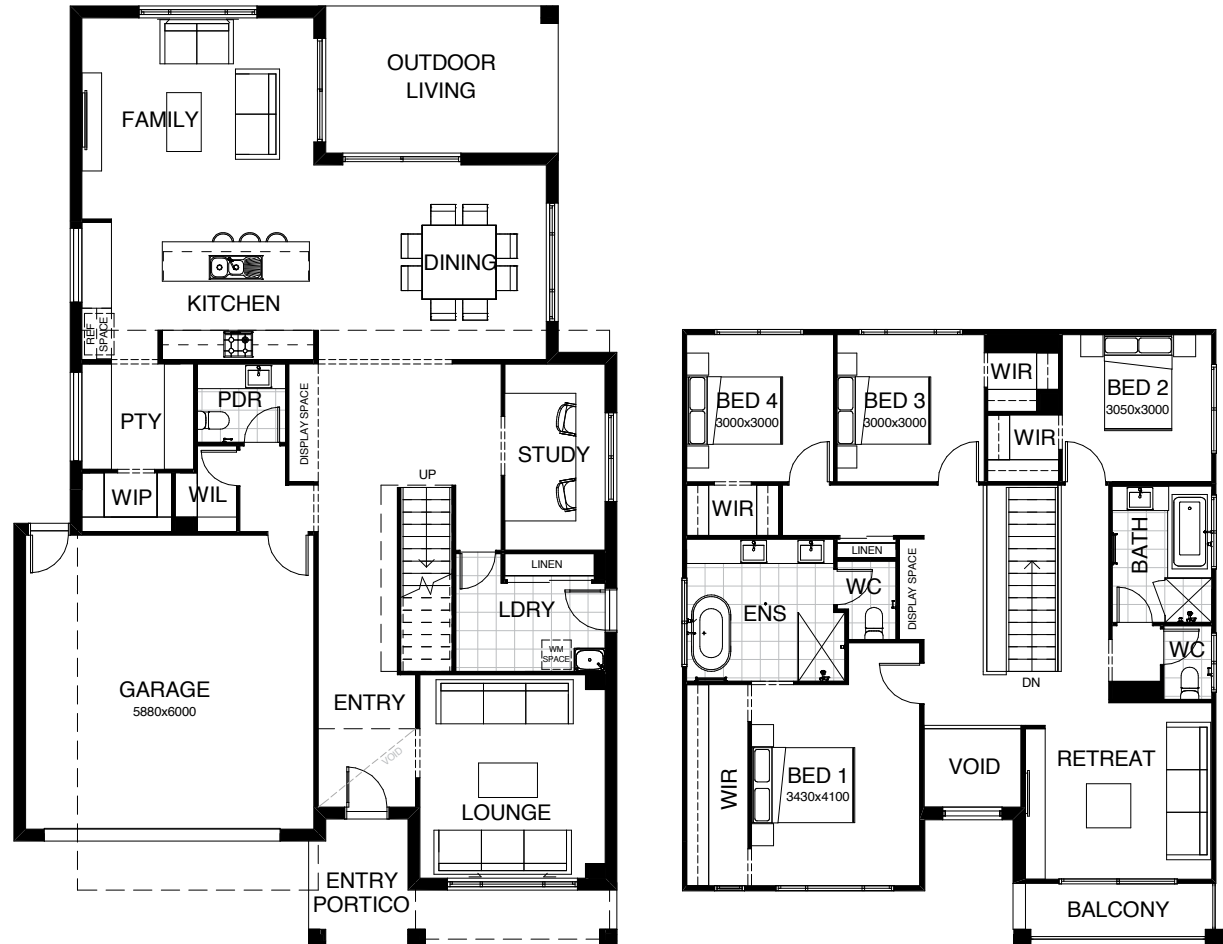 OUTDOOR
LIVING
FAMILY
DINING
KITCHEN
REF
SPACE
PTY
PDR
DISPLAY SPACE
STUDY
UP
WIP
WIL
LINEN
LDRY
WM
SPACE
GARAGE
5880x6000
ENTRY
VOID
LOUNGE
ENTRY
PORTICO
BED 4
3000x3000
BED 3
3000x3000
WIR
BED 2
3050x3000
WIR
WIR
LINEN
DISPLAY SPACE
BATH
WC
ENS
WC
DN
WIR
BED 1
3430x4100
VOID
RETREAT
BALCONY